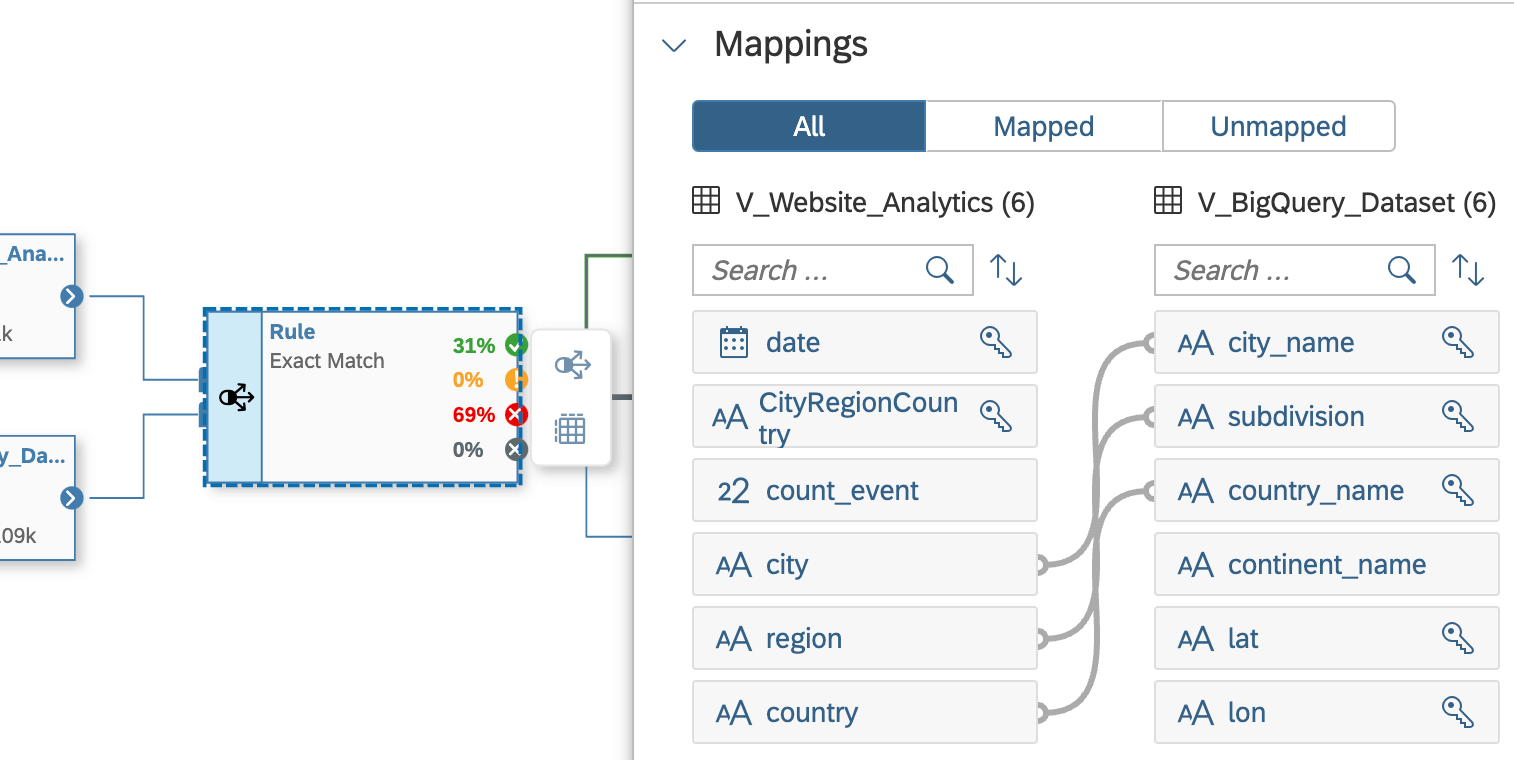 _Ana...
k
y_Da...
09k
Rule
Exact Match
31%
0%
69%
0%
Mappings
All
Mapped
Unmapped
V_Website_Analytics (6)
Search ...
date
CityRegionCoun
try
22 count_event
AA city
AA region
AA country
V_BigQuery_Dataset (6)
Search ...
AA city_name
AA subdivision
AA country_name
AA continent_name
AA lat
AA lon